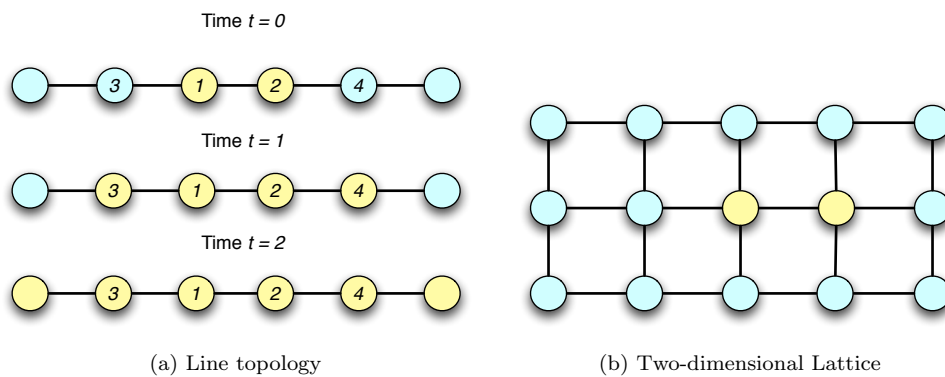 Time t = 0
3 1 2 4
Time t = 1
3 1 2 4
Time t = 2
3 1 2 4
(a) Line topology
(b) Two-dimensional Lattice